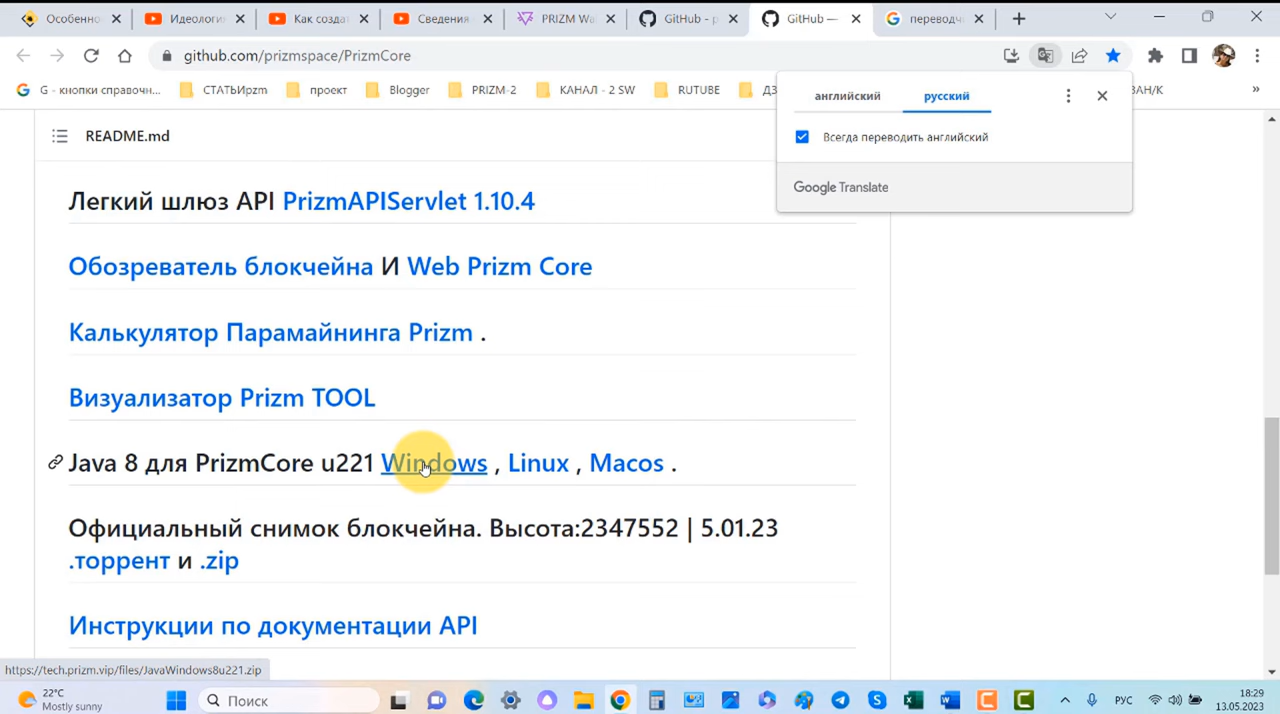 Особенно
Идеологи
Как созда
Сведения
PRIZM Wa
GitHub - p
GitHub —
переводч
github.com/prizmspace/PrizmCore
G - кнопки справочн...
СТАТЬИpzm
проект
Blogger
PRIZM-2
КАНАЛ - 2 SW
RUTUBE
ДЗ
ВАН/К
»
английский
русский
Всегда переводить английский
Google Translate
README.md
Легкий шлюз API PrizmAPIServlet 1.10.4
Обозреватель блокчейна И Web Prizm Core
Калькулятор Парамайнинга Prizm .
Визуализатор Prizm TOOL
Java 8 для PrizmCore u221 Windows , Linux , Macos .
Официальный снимок блокчейна. Высота:2347552 | 5.01.23
.торрент и .zip
Инструкции по документации API
https://tech.prizm.vip/files/JavaWindows8u221.zip
22°C
Mostly sunny
Поиск
РУС
18:29
13.05.2023